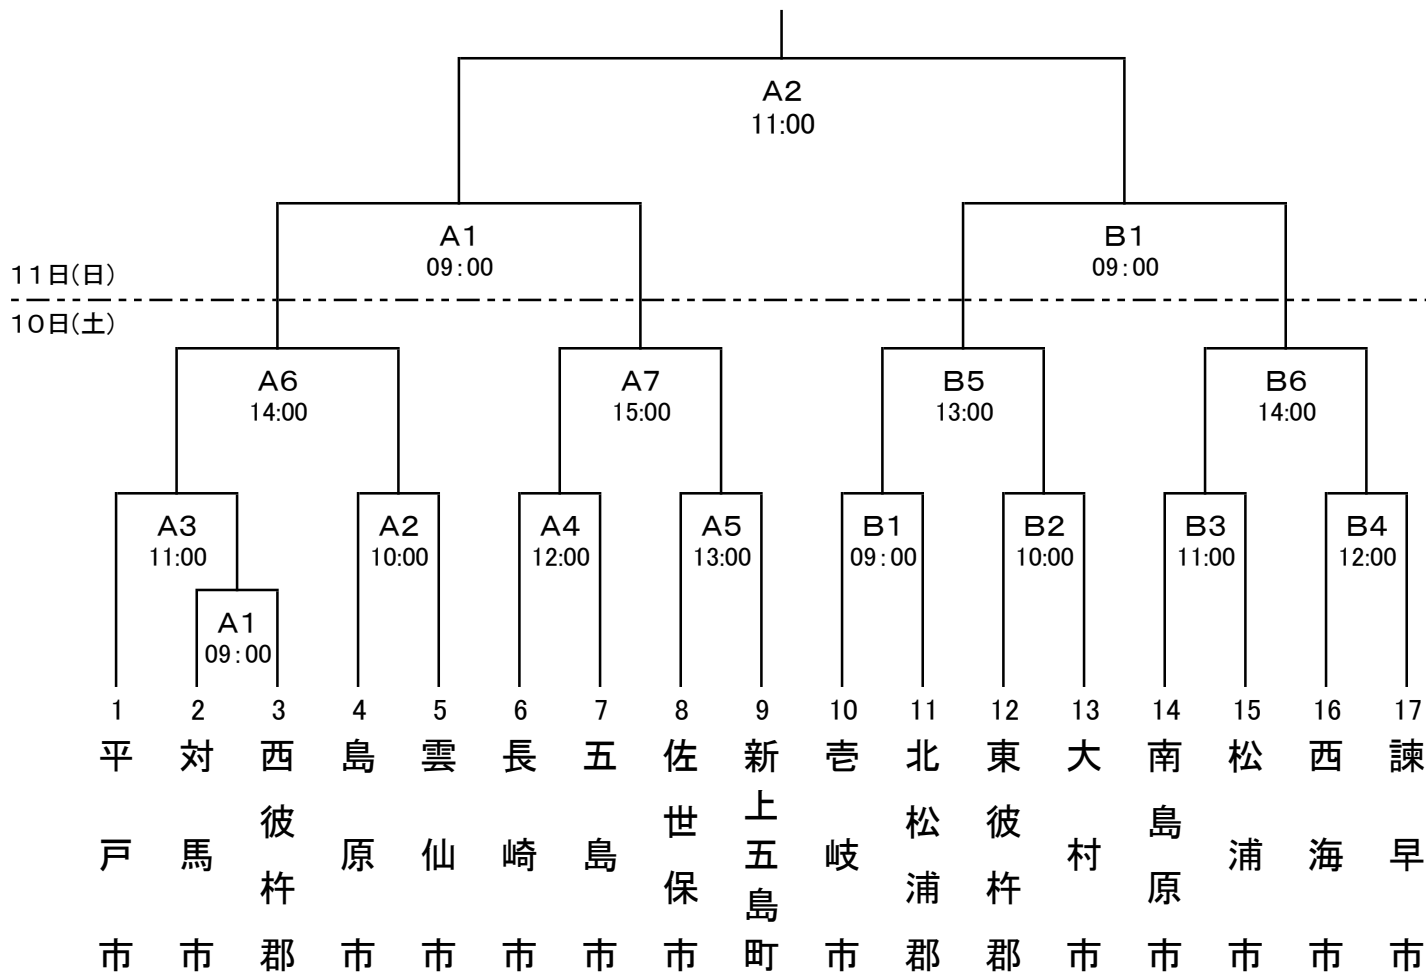 A2
11:00
A1
09:00
B1
09:00
11日(日)
10日(土)
A6
14:00
A7
15:00
B5
13:00
B6
14:00
A3
11:00
A2
10:00
A4
12:00
A5
13:00
B1
09:00
B2
10:00
B3
11:00
B4
12:00
A1
09:00
1
平戸市
2
対馬市
3
西彼杵郡
4
島原市
5
雲仙市
6
長崎市
7
五島市
8
佐世保市
9
新上五島町
10
壱岐市
11
北松浦郡
12
東彼杵郡
13
大村市
14
南島原市
15
松浦市
16
西海市
17
諫早市